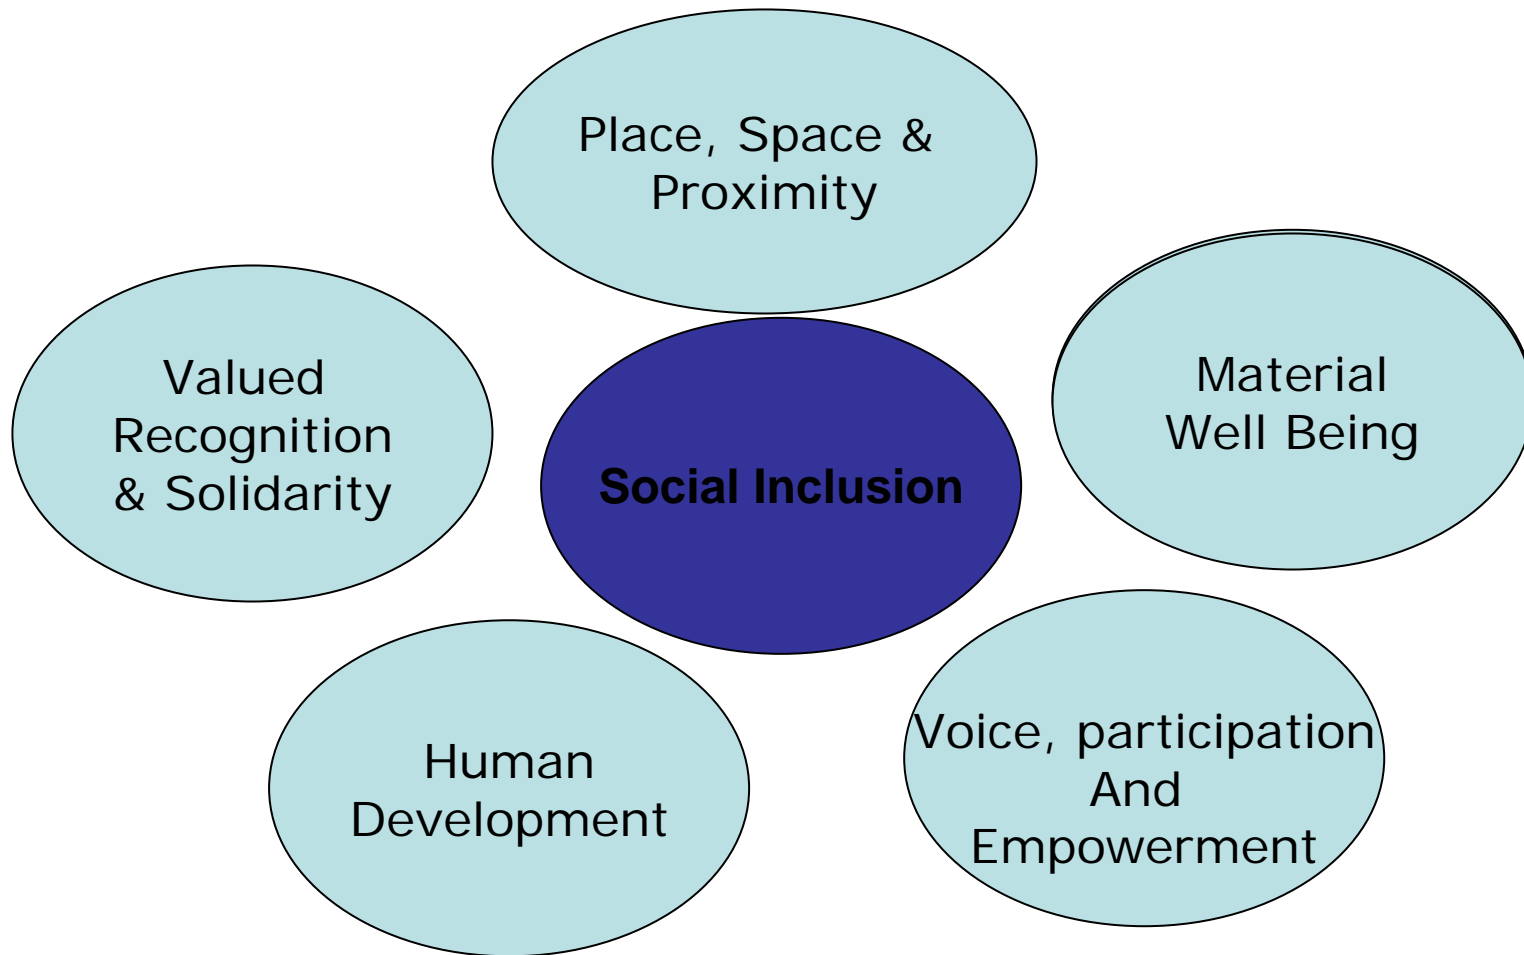 Place, Space &
Proximity
Valued
Recognition
& Solidarity
Material
Well Being
Social Inclusion
Human
Development
Voice, participation
And
Empowerment